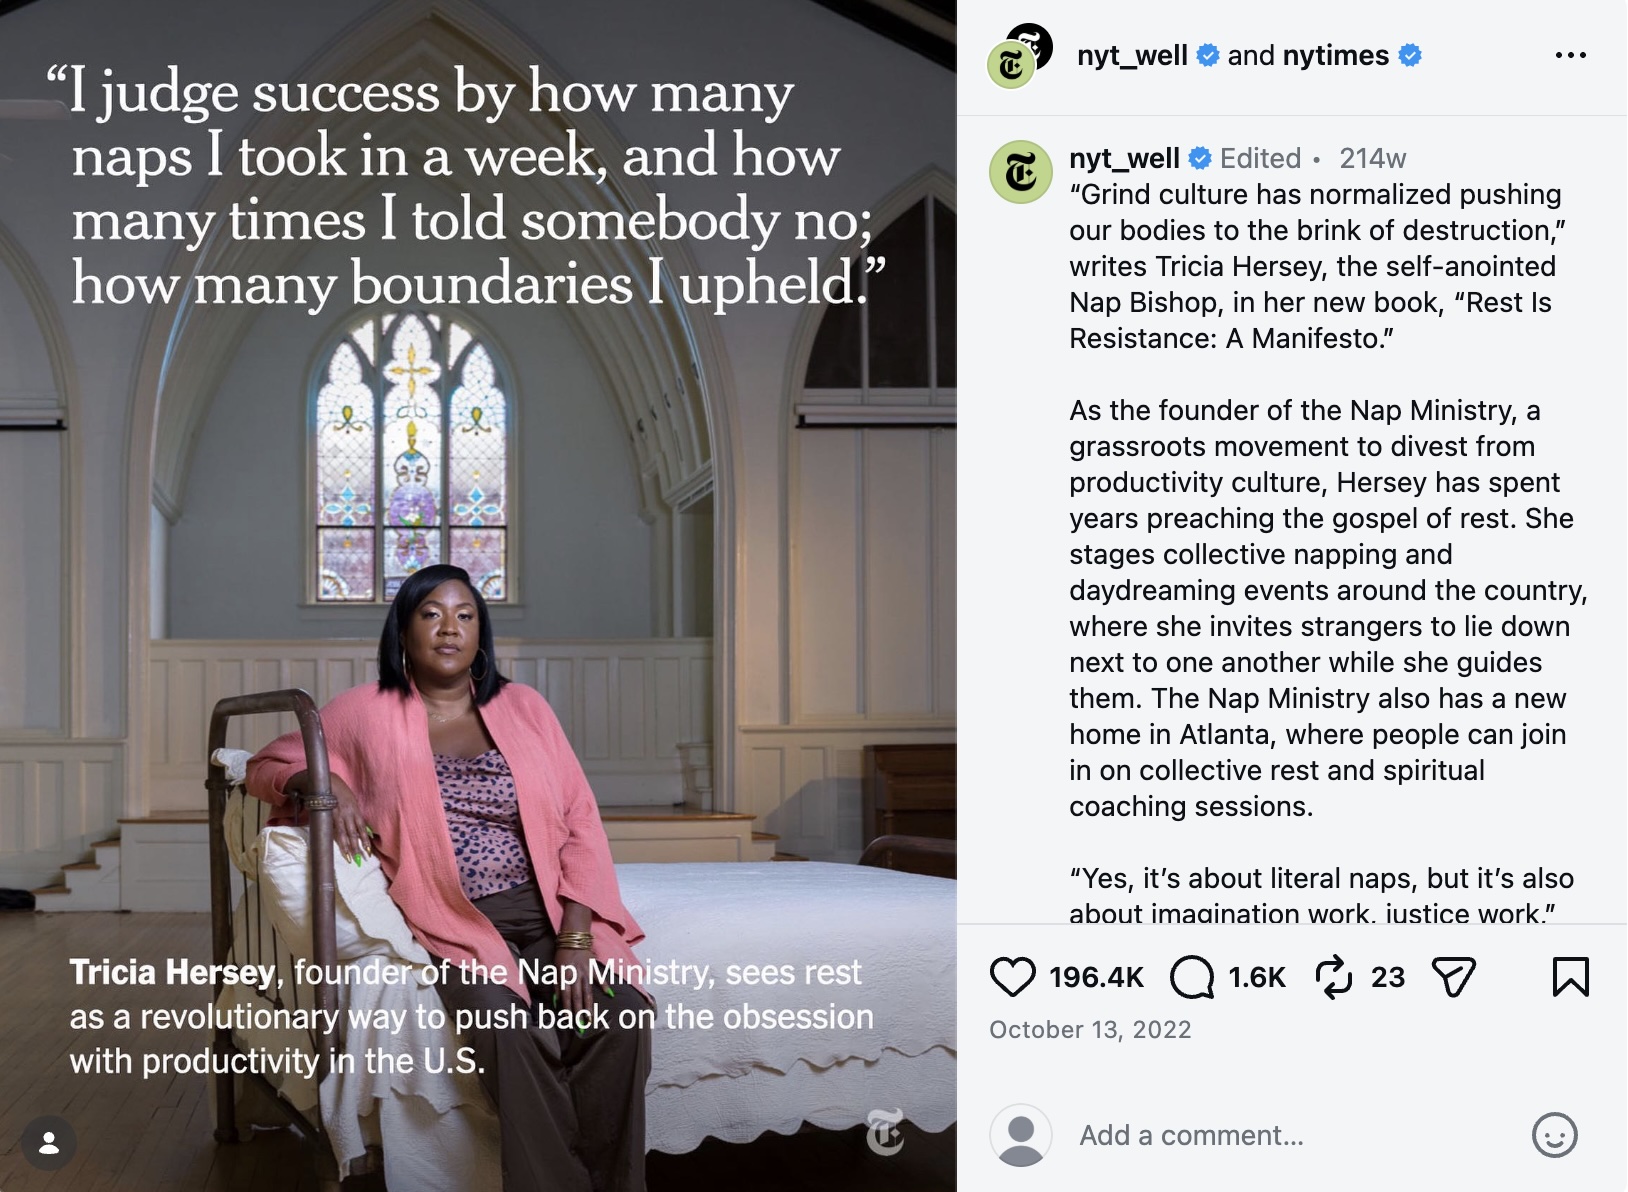 “I judge success by how many
naps I took in a week, and how
many times I told somebody no;
how many boundaries I upheld.”
Tricia Hersey, founder of the Nap Ministry, sees rest
as a revolutionary way to push back on the obsession
with productivity in the U.S.
T
nyt_well and nytimes
nyt_well Edited • 214w
“Grind culture has normalized pushing
our bodies to the brink of destruction,”
writes Tricia Hersey, the self-anointed
Nap Bishop, in her new book, “Rest Is
Resistance: A Manifesto.”
As the founder of the Nap Ministry, a
grassroots movement to divest from
productivity culture, Hersey has spent
years preaching the gospel of rest. She
stages collective napping and
daydreaming events around the country,
where she invites strangers to lie down
next to one another while she guides
them. The Nap Ministry also has a new
home in Atlanta, where people can join
in on collective rest and spiritual
coaching sessions.
“Yes, it’s about literal naps, but it’s also
about imagination work, justice work,”
196.4K 1.6K 23
October 13, 2022
Add a comment...